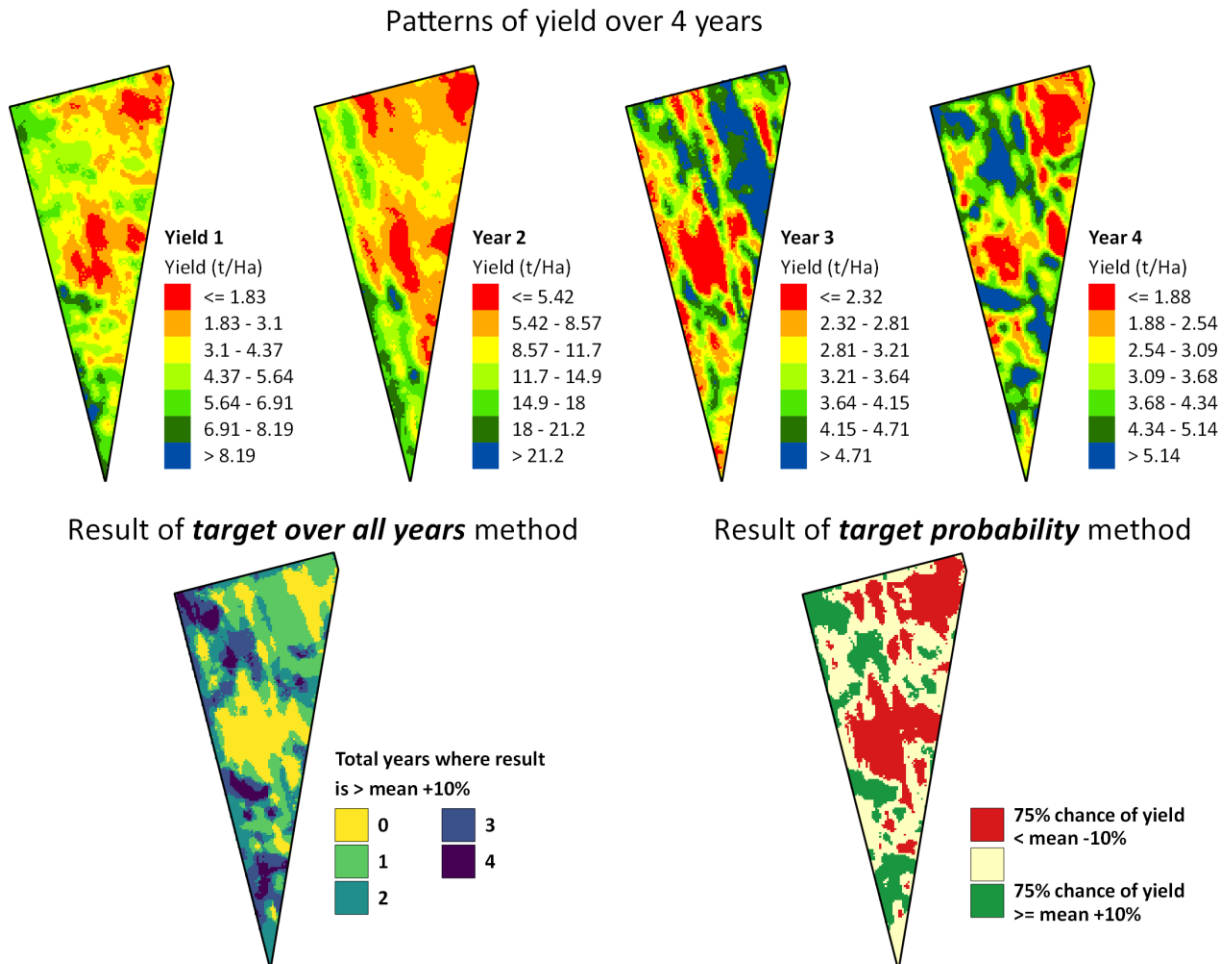 Patterns of yield over 4 years
Yield 1
Yield (t/Ha)
<= 1.83
1.83 - 3.1
3.1 - 4.37
4.37 - 5.64
5.64 - 6.91
6.91 - 8.19
> 8.19
Year 2
Yield (t/Ha)
<= 5.42
5.42 - 8.57
8.57 - 11.7
11.7 - 14.9
14.9 - 18
18 - 21.2
> 21.2
Year 3
Yield (t/Ha)
<= 2.32
2.32 - 2.81
2.81 - 3.21
3.21 - 3.64
3.64 - 4.15
4.15 - 4.71
> 4.71
Year 4
Yield (t/Ha)
<= 1.88
1.88 - 2.54
2.54 - 3.09
3.09 - 3.68
3.68 - 4.34
4.34 - 5.14
> 5.14
Result of target over all years method
Total years where result
is > mean +10%
0
1
2
3
4
Result of target probability method
75% chance of yield
< mean -10%
75% chance of yield
>= mean +10%